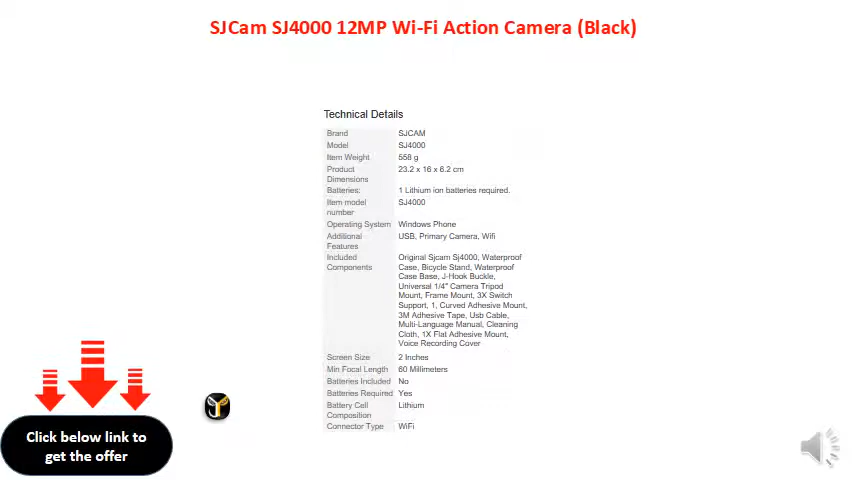 SJCam SJ4000 12MP Wi-Fi Action Camera (Black)
Technical Details
Brand SJCAM
Model SJ4000
Item Weight 558 g
Product 23.2 x 16 x 6.2 cm
Dimensions
Batteries: 1 Lithium ion batteries required.
Item model SJ4000
number
Operating System Windows Phone
Additional USB, Primary Camera, Wifi
Features
Included Original Sjcam Sj4000, Waterproof
Components Case, Bicycle Stand, Waterproof
Case Base, J-Hook Buckle,
Universal 1/4" Camera Tripod
Mount, Frame Mount, 3X Switch
Support, 1, Curved Adhesive Mount,
3M Adhesive Tape, Usb Cable,
Multi-Language Manual, Cleaning
Cloth, 1X Flat Adhesive Mount,
Voice Recording Cover
Screen Size 2 Inches
Min Focal Length 60 Millimeters
Batteries Included No
Batteries Required Yes
Battery Cell Lithium
Composition
Connector Type WiFi
Click below link to
get the offer